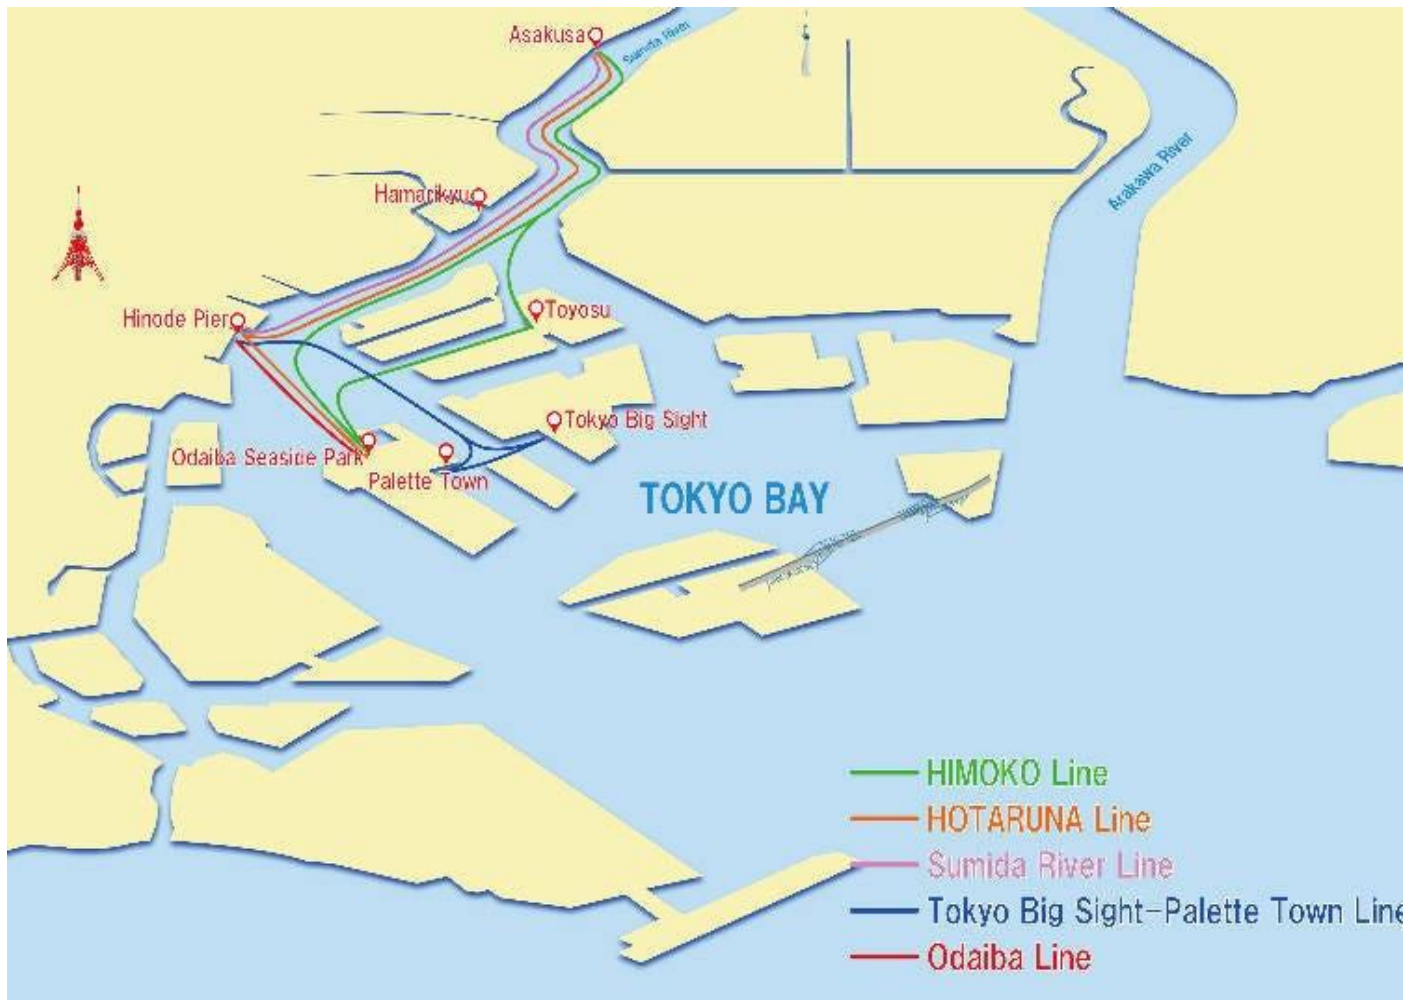 Asakusa
Sumida River
Arakawa River
Hamarikyu
Hinode Pier
Toyosu
Tokyo Big Sight
Odaiba Seaside Park
Palette Town
TOKYO BAY
HIMOKO Line
HOTARUNA Line
Sumida River Line
Tokyo Big Sight-Palette Town Line
Odaiba Line